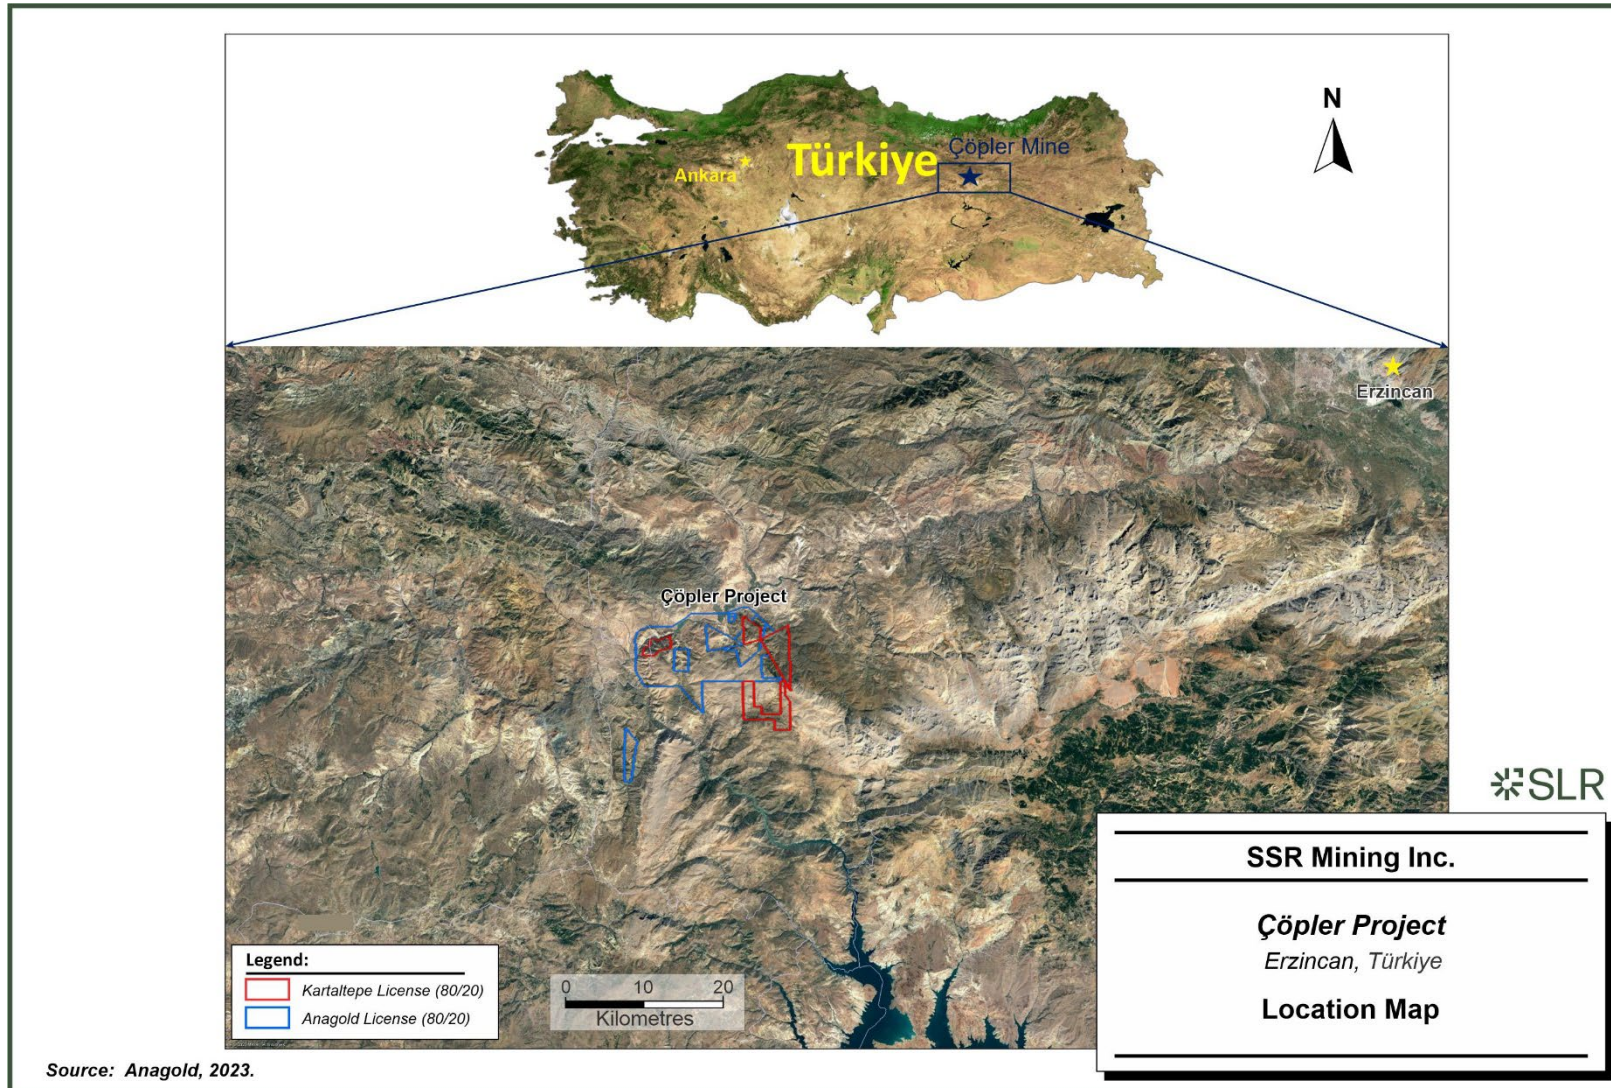 N
Çöpler Mine
Türkiye
Ankara
Erzincan
Çöpler Project
SLR
SSR Mining Inc.
Çöpler Project
Erzincan, Türkiye
Location Map
Legend:
Kartaltepe License (80/20)
Anagold License (80/20)
0 10 20
Kilometres
Source: Anagold, 2023.